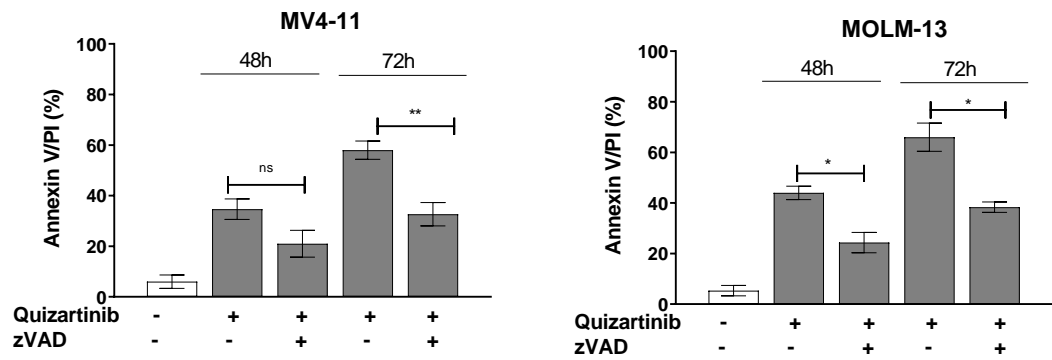 MV4-11
48h
72h
Annexin V/PI (%)
100
80
60
40
20
0
ns
**
Quizartinib - + + + +
zVAD - - + - +
MOLM-13
48h
72h
Annexin V/PI (%)
100
80
60
40
20
0
*
*
Quizartinib - + + + +
zVAD - - + - +